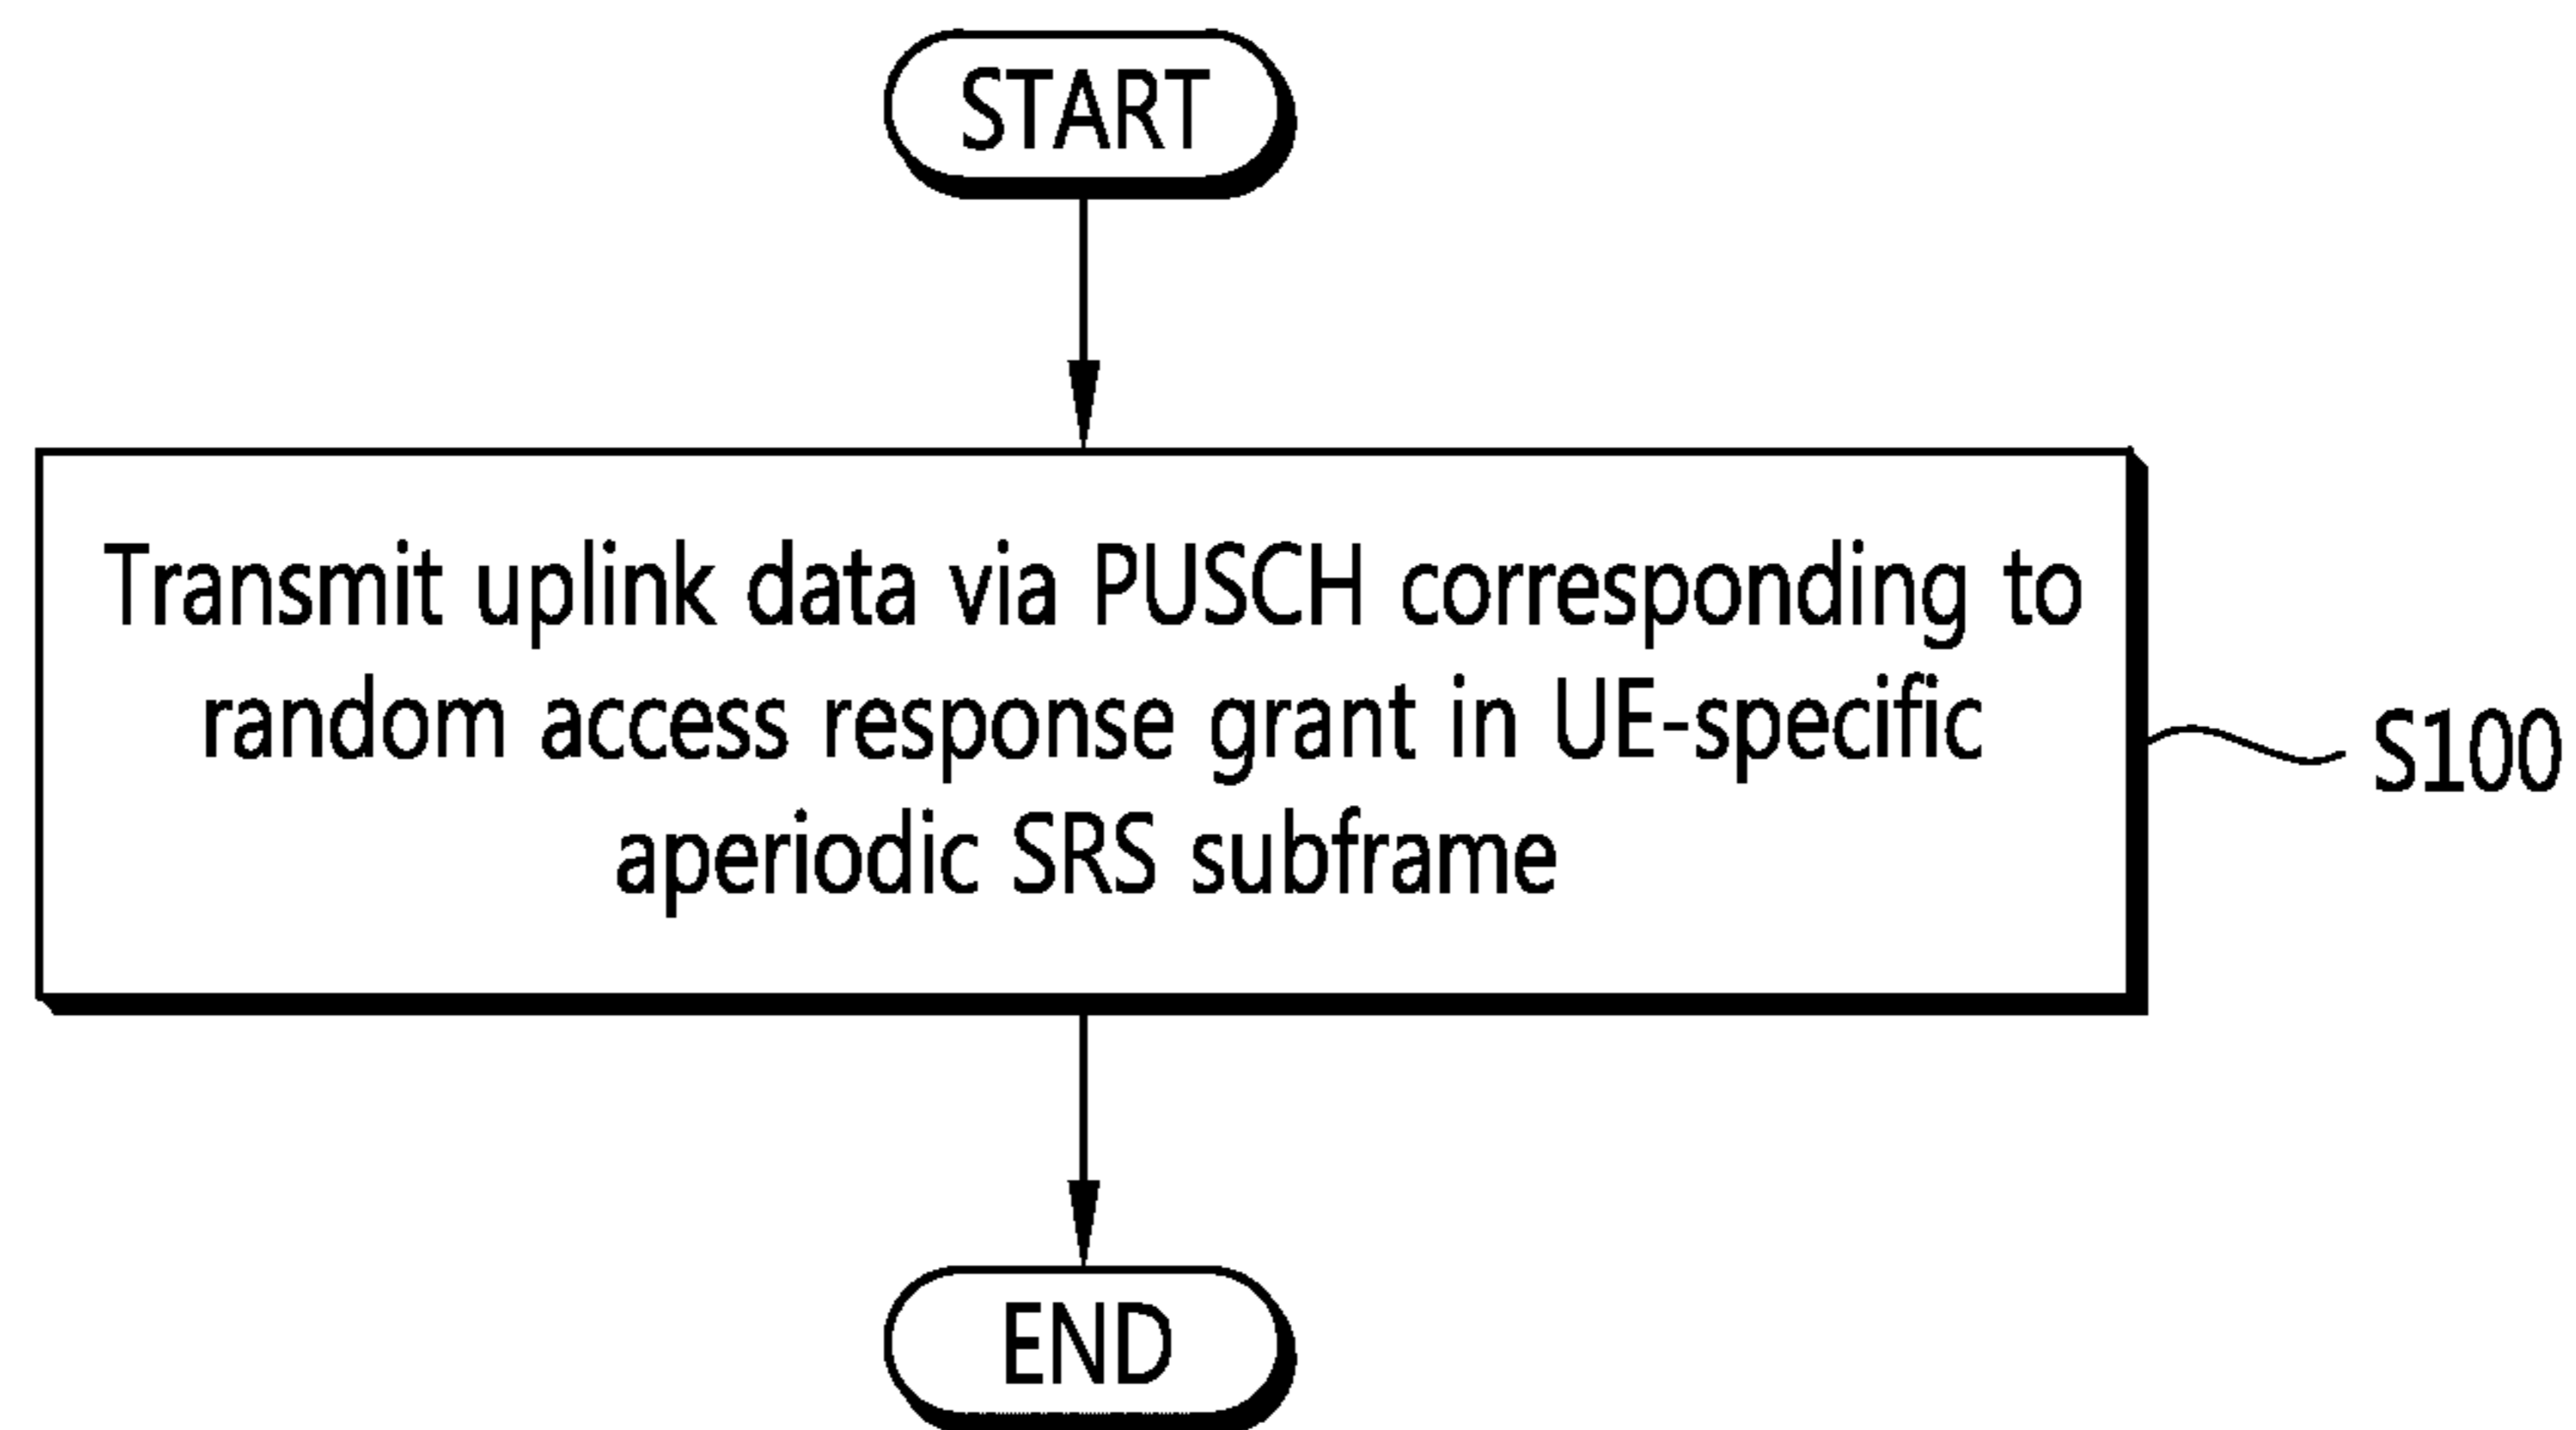 START
Transmit uplink data via PUSCH corresponding to
random access response grant in UE-specific
aperiodic SRS subframe
S100
END